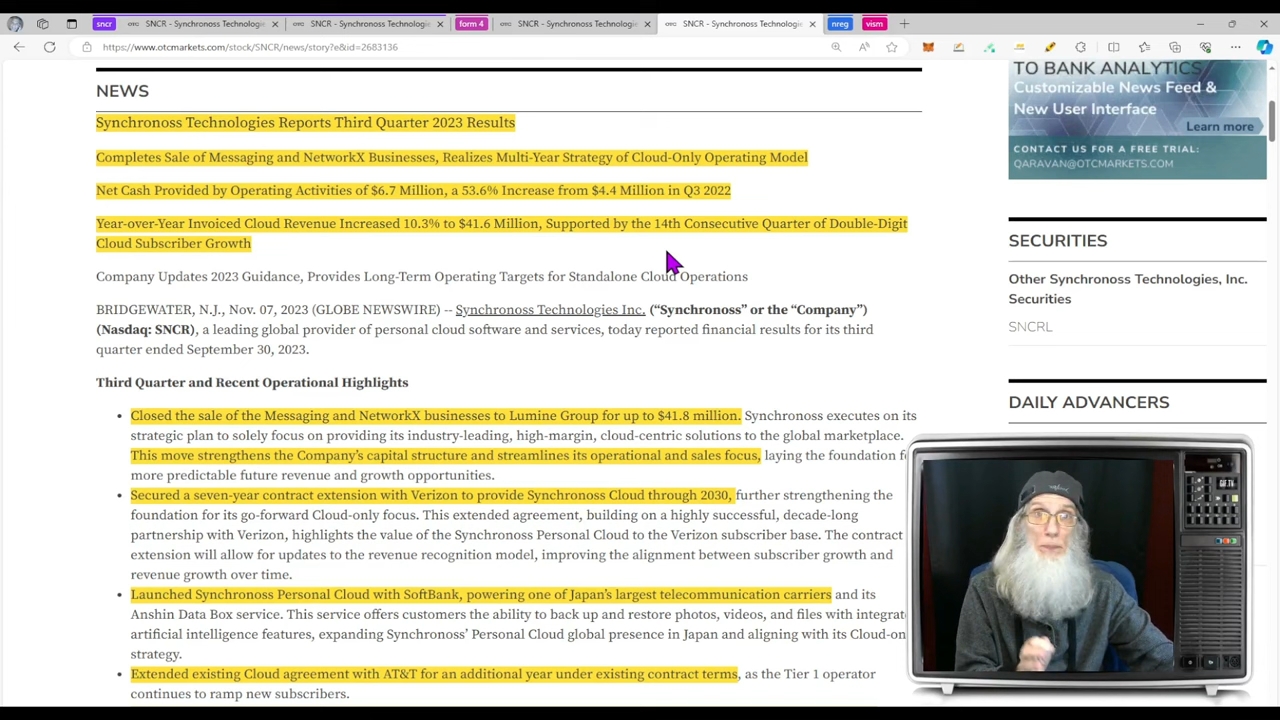 sncr
SNCR - Synchronoss Technologie
SNCR - Synchronoss Technologie
form 4
SNCR - Synchronoss Technologie
SNCR - Synchronoss Technologie
nreg
vism
https://www.otcmarkets.com/stock/SNCR/news/story?e&id=2683136
NEWS
Synchronoss Technologies Reports Third Quarter 2023 Results
Completes Sale of Messaging and NetworkX Businesses, Realizes Multi-Year Strategy of Cloud-Only Operating Model
Net Cash Provided by Operating Activities of $6.7 Million, a 53.6% Increase from $4.4 Million in Q3 2022
Year-over-Year Invoiced Cloud Revenue Increased 10.3% to $41.6 Million, Supported by the 14th Consecutive Quarter of Double-Digit
Cloud Subscriber Growth
Company Updates 2023 Guidance, Provides Long-Term Operating Targets for Standalone Cloud Operations
BRIDGEWATER, N.J., Nov. 07, 2023 (GLOBE NEWSWIRE) -- Synchronoss Technologies Inc. (“Synchronoss” or the “Company”)
(Nasdaq: SNCR), a leading global provider of personal cloud software and services, today reported financial results for its third
quarter ended September 30, 2023.
Third Quarter and Recent Operational Highlights
• Closed the sale of the Messaging and NetworkX businesses to Lumine Group for up to $41.8 million. Synchronoss executes on its
strategic plan to solely focus on providing its industry-leading, high-margin, cloud-centric solutions to the global marketplace.
This move strengthens the Company’s capital structure and streamlines its operational and sales focus, laying the foundation
more predictable future revenue and growth opportunities.
• Secured a seven-year contract extension with Verizon to provide Synchronoss Cloud through 2030, further strengthening the
foundation for its go-forward Cloud-only focus. This extended agreement, building on a highly successful, decade-long
partnership with Verizon, highlights the value of the Synchronoss Personal Cloud to the Verizon subscriber base. The contract
extension will allow for updates to the revenue recognition model, improving the alignment between subscriber growth and
revenue growth over time.
• Launched Synchronoss Personal Cloud with SoftBank, powering one of Japan’s largest telecommunication carriers and its
Anshin Data Box service. This service offers customers the ability to back up and restore photos, videos, and files with integrat
artificial intelligence features, expanding Synchronoss’ Personal Cloud global presence in Japan and aligning with its Cloud-on
strategy.
• Extended existing Cloud agreement with AT&T for an additional year under existing contract terms, as the Tier 1 operator
continues to ramp new subscribers.
TO BANK ANALYTICS
Customizable News Feed &
New User Interface
Learn more
CONTACT US FOR A FREE TRIAL:
QARAVAN@OTCMARKETS.COM
SECURITIES
Other Synchronoss Technologies, Inc.
Securities
SNCRL
DAILY ADVANCERS